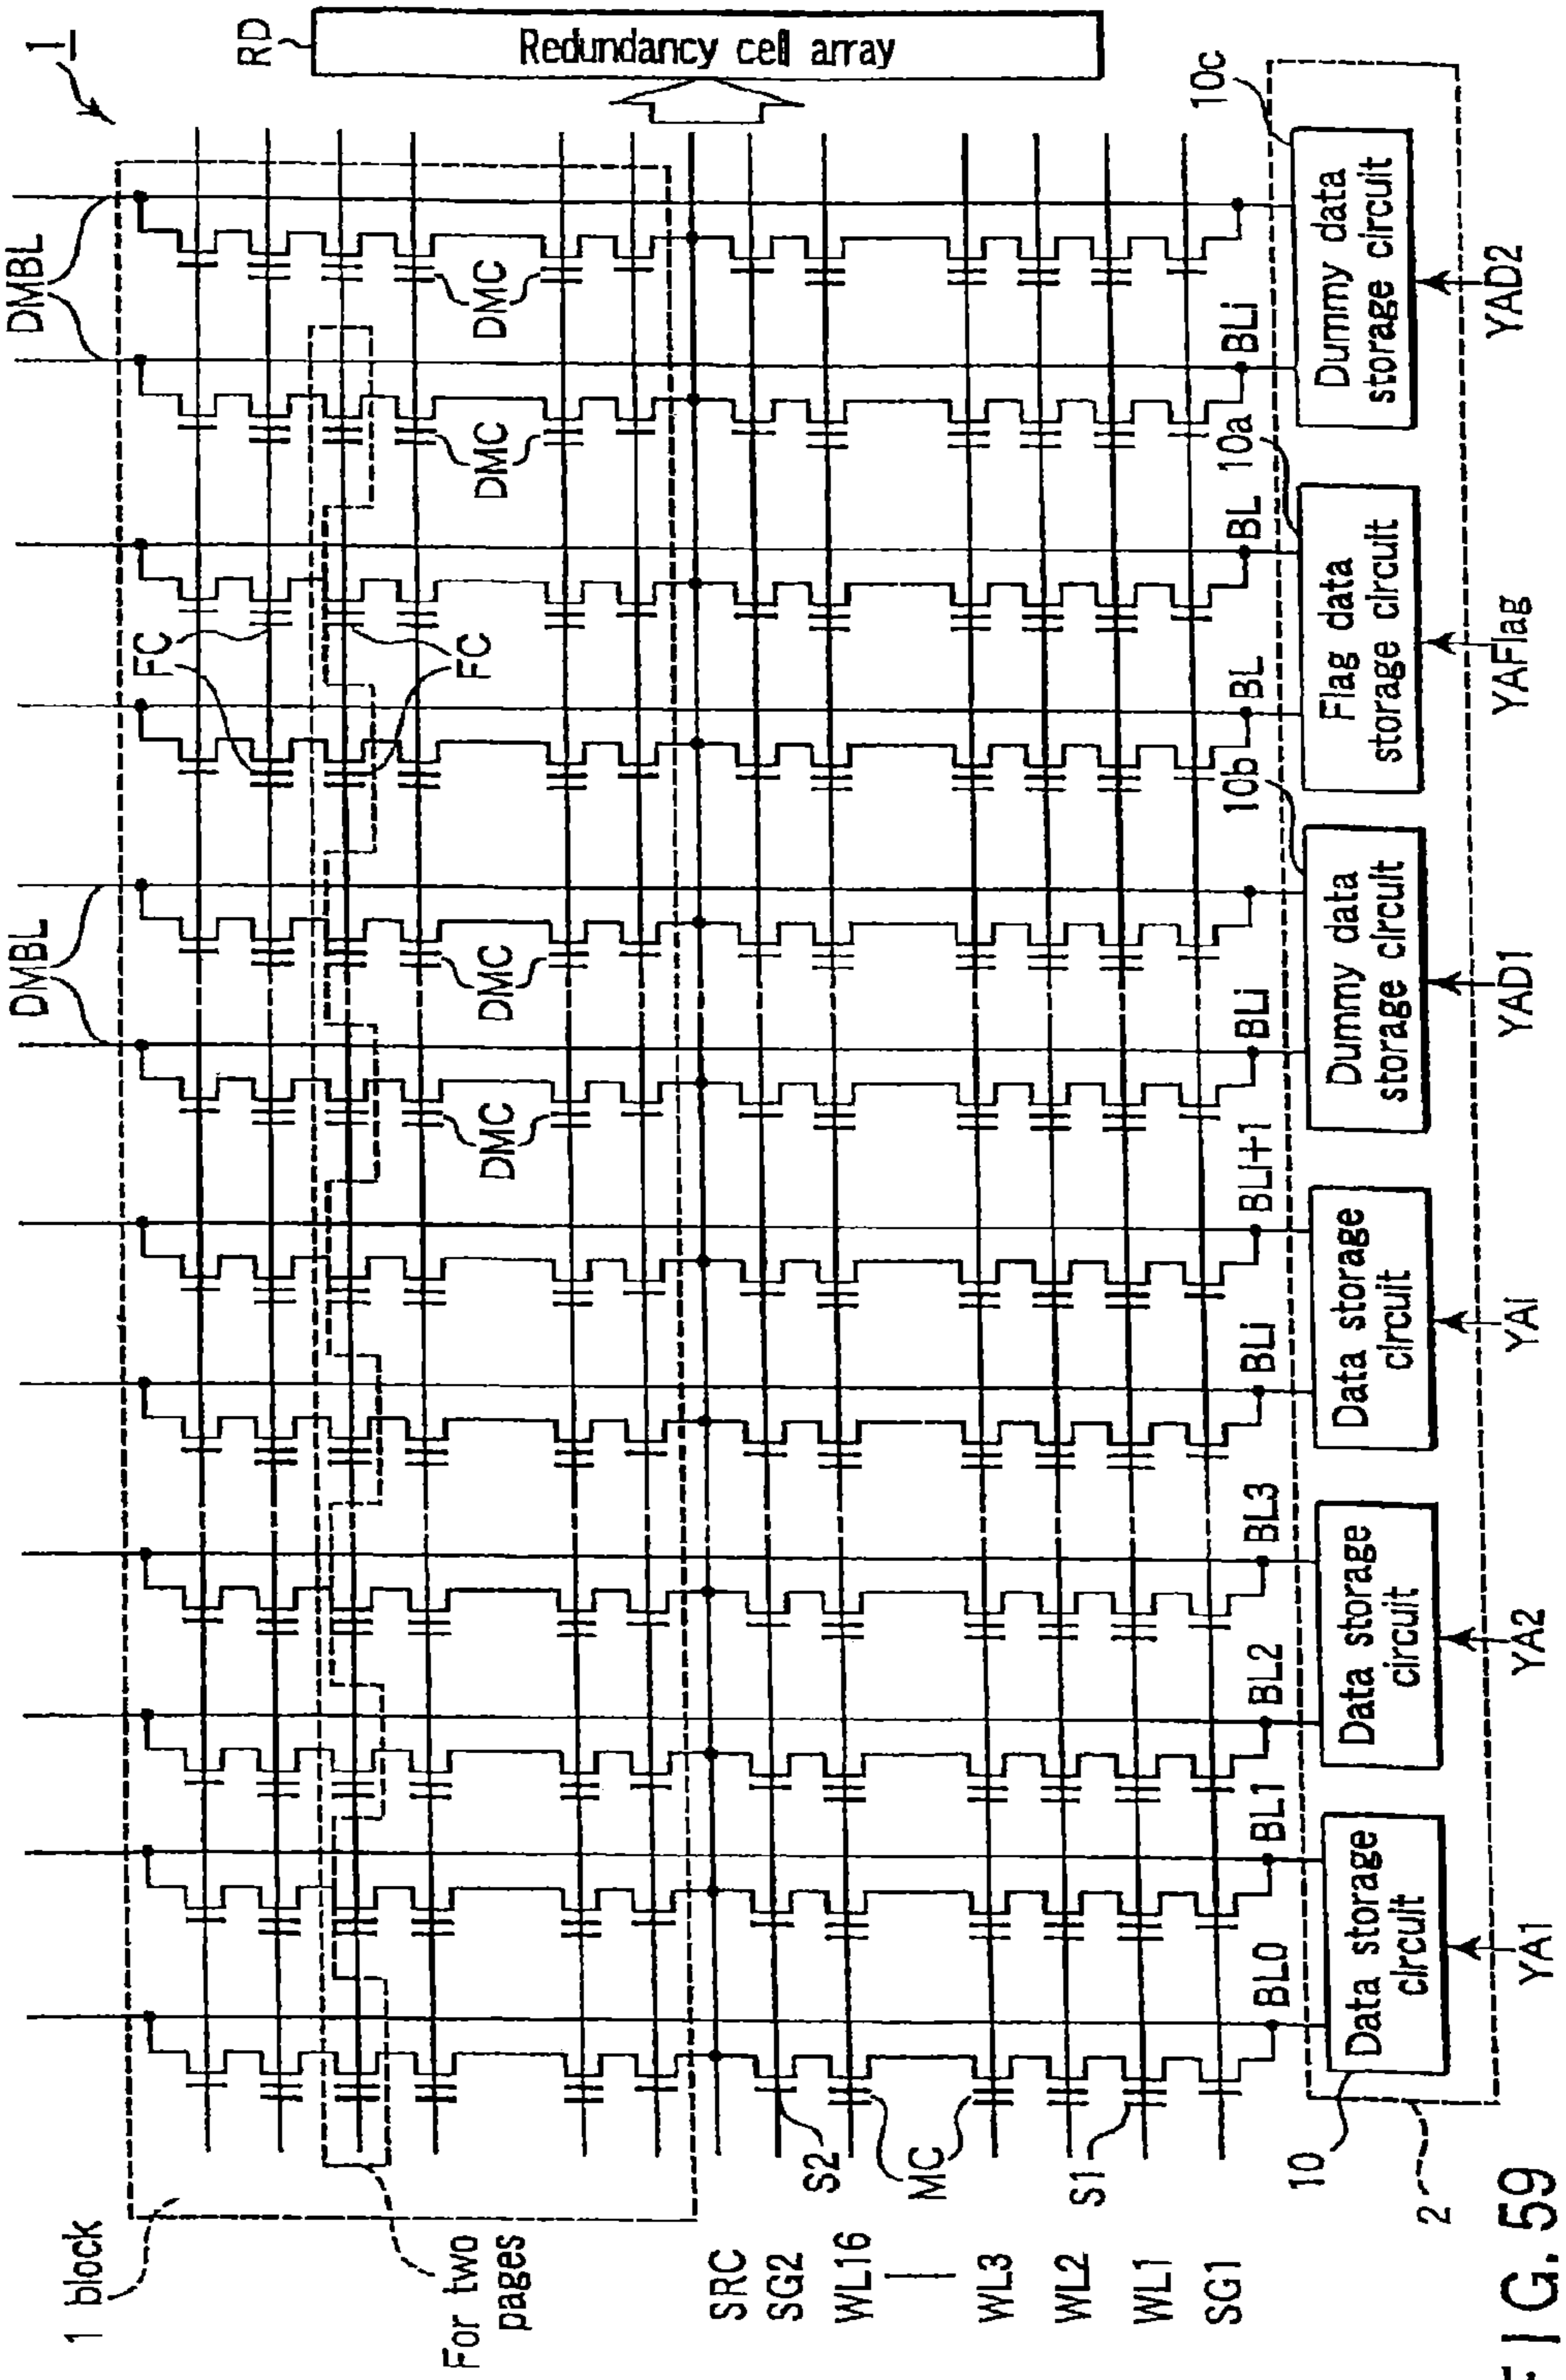 1
RD
Redundancy cell array
DMBL
DMBL
1 block
For two
pages
FC
FC
DMC
DMC
DMC
DMC
SRC
SG2
WL16
WL3
WL2
WL1
SG1
S2
MC
S1
BL0
BL1
BL2
BL3
BLi
BLi+1
BLi
BL
BL
BLi
10
10b
10a
10c
2
Data storage
circuit
Data storage
circuit
Data storage
circuit
Dummy data
storage circuit
Flag data
storage circuit
Dummy data
storage circuit
YA1
YA2
YAi
YAD1
YAFlag
YAD2
FIG. 59